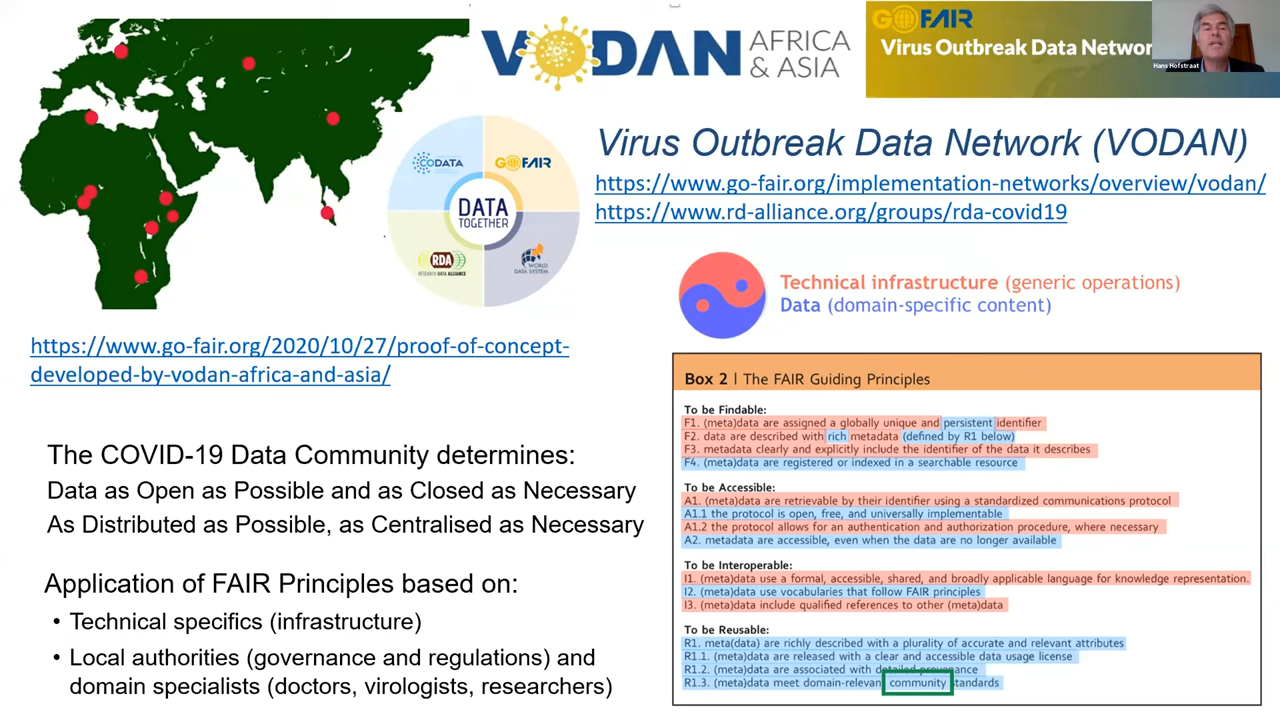 VODAN AFRICA & ASIA
GO FAIR
Virus Outbreak Data Networ
Hans Hofstraat
CODATA
GO FAIR
DATA
TOGETHER
RDA
RESEARCH DATA ALLIANCE
WORLD
DATA SYSTEM
Virus Outbreak Data Network (VODAN)
https://www.go-fair.org/implementation-networks/overview/vodan/
https://www.rd-alliance.org/groups/rda-covid19
Technical infrastructure (generic operations)
Data (domain-specific content)
https://www.go-fair.org/2020/10/27/proof-of-concept-
developed-by-vodan-africa-and-asia/
The COVID-19 Data Community determines:
Data as Open as Possible and as Closed as Necessary
As Distributed as Possible, as Centralised as Necessary
Application of FAIR Principles based on:
• Technical specifics (infrastructure)
• Local authorities (governance and regulations) and
domain specialists (doctors, virologists, researchers)
Box 2 | The FAIR Guiding Principles
To be Findable:
F1. (meta)data are assigned a globally unique and persistent identifier
F2. data are described with rich metadata (defined by R1 below)
F3. metadata clearly and explicitly include the identifier of the data it describes
F4. (meta)data are registered or indexed in a searchable resource
To be Accessible:
A1. (meta)data are retrievable by their identifier using a standardized communications protocol
A1.1 the protocol is open, free, and universally implementable
A1.2 the protocol allows for an authentication and authorization procedure, where necessary
A2. metadata are accessible, even when the data are no longer available
To be Interoperable:
I1. (meta)data use a formal, accessible, shared, and broadly applicable language for knowledge representation.
I2. (meta)data use vocabularies that follow FAIR principles
I3. (meta)data include qualified references to other (meta)data
To be Reusable:
R1. meta(data) are richly described with a plurality of accurate and relevant attributes
R1.1. (meta)data are released with a clear and accessible data usage license
R1.2. (meta)data are associated with detailed provenance
R1.3. (meta)data meet domain-relevant community standards